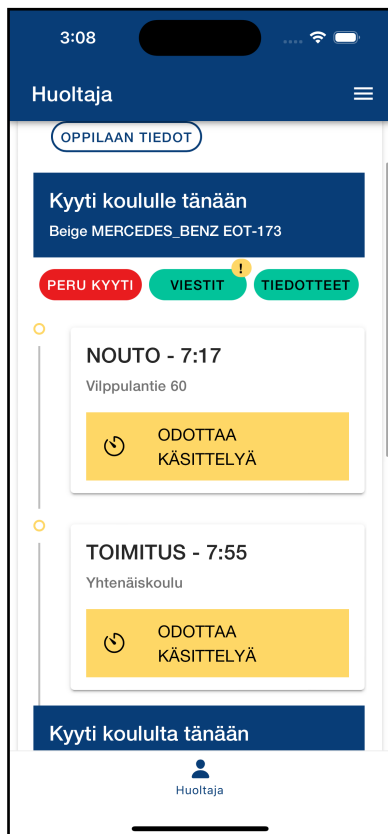 3:08
Huoltaja
OPPILAAN TIEDOT
Kyyti koululle tänään
Beige MERCEDES_BENZ EOT-173
PERU KYYTI
VIESTIT
!
TIEDOTTEET
NOUTO - 7:17
Vilppulantie 60
ODOTTAA
KÄSITTELYÄ
TOIMITUS - 7:55
Yhtenäiskoulu
ODOTTAA
KÄSITTELYÄ
Kyyti koululta tänään
Huoltaja